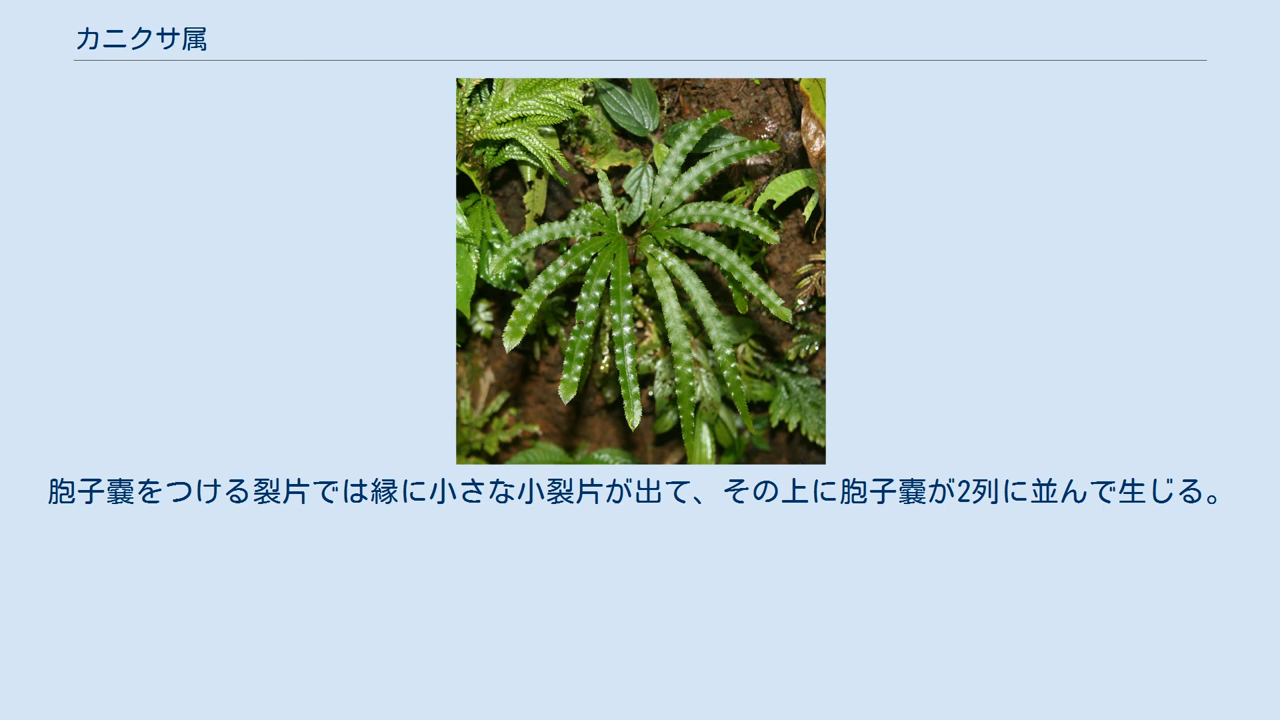 カニクサ属
胞子嚢をつける裂片では縁に小さな小裂片が出て、その上に胞子嚢が2列に並んで生じる。